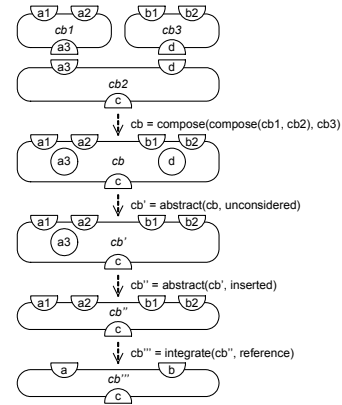 a1 a2 b1 b2
cb1 cb3
a3 d
a3 d
cb2
c
cb = compose(compose(cb1, cb2), cb3)
a1 a2 b1 b2
a3 cb d
c
cb' = abstract(cb, unconsidered)
a1 a2 b1 b2
a3 cb'
c
cb'' = abstract(cb', inserted)
a1 a2 b1 b2
cb''
c
cb''' = integrate(cb'', reference)
a b
cb'''
c